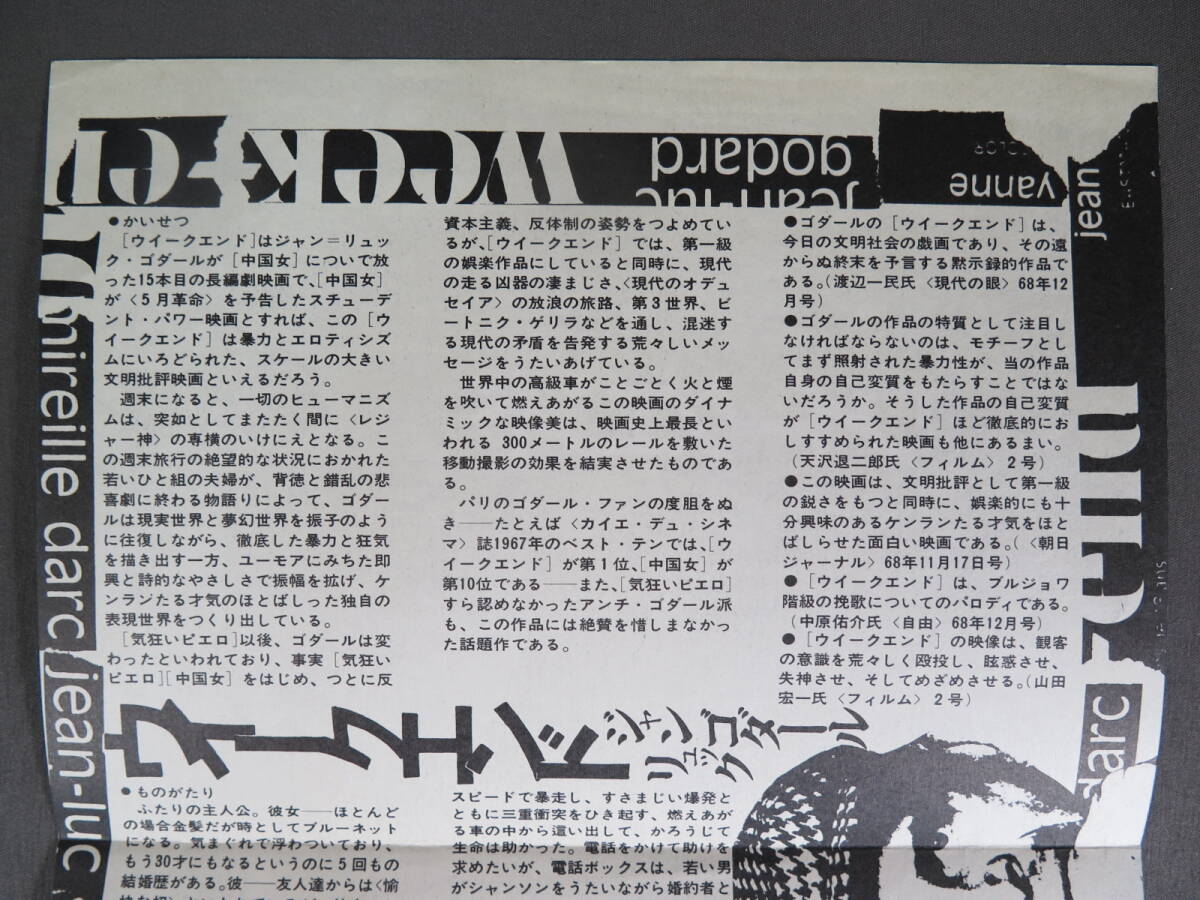 week-en
jean-luc
godard
yanne
COLOR
jean
mireille darc jean-luc
end
darc
●かいせつ
［ウイークエンド］はジャン＝リュッ
ク・ゴダールが［中国女］についで放
った15本目の長編劇映画で、［中国女］
が〈５月革命〉を予告したスチューデ
ント・パワー映画とすれば、この［ウ
イークエンド］は暴力とエロティシズ
ムにいろどられた、スケールの大きい
文明批評映画といえるだろう。
週末になると、一切のヒューマニズ
ムは、突如としてまたたく間に〈レジ
ャー神〉の専横のいけにえとなる。こ
の週末旅行の絶望的な状況におかれた
若いひと組の夫婦が、背徳と錯乱の悲
喜劇に終わる物語りによって、ゴダー
ルは現実世界と夢幻世界を振子のよう
に往復しながら、徹底した暴力と狂気
を描き出す一方、ユーモアにみちた即
興と詩的なやさしさで振幅を拡げ、ケ
ンランたる才気のほとばしった独自の
表現世界をつくり出している。
［気狂いピエロ］以後、ゴダールは変
わったといわれており、事実［気狂い
ピエロ］［中国女］をはじめ、つとに反
資本主義、反体制の姿勢をつよめてい
るが、［ウイークエンド］では、第一級
の娯楽作品にしていると同時に、現代
の走る凶器の凄まじさ、〈現代のオデュ
セイア〉の放浪の旅路、第３世界、ビ
ートニク・ゲリラなどを通し、混迷す
る現代の矛盾を告発する荒々しいメッ
セージをうたいあげている。
世界中の高級車がことごとく火と煙
を吹いて燃えあがるこの映画のダイナ
ミックな映像美は、映画史上最長とい
われる 300メートルのレールを敷いた
移動撮影の効果を結実させたものであ
る。
パリのゴダール・ファンの度胆をぬ
き――たとえば〈カイエ・デュ・シネ
マ〉誌1967年のベスト・テンでは、［ウ
イークエンド］が第１位、［中国女］が
第10位である――また、［気狂いピエロ］
すら認めなかったアンチ・ゴダール派
も、この作品には絶賛を惜しまなかっ
た話題作である。
●ゴダールの［ウイークエンド］は、
今日の文明社会の戯画であり、その遠
からぬ終末を予言する黙示録的作品で
ある。（渡辺一民氏〈現代の眼〉68年12
月号）
●ゴダールの作品の特質として注目し
なければならないのは、モチーフとし
てまず照射された暴力性が、当の作品
自身の自己変質をもたらすことではな
いだろうか。そうした作品の自己変質
が［ウイークエンド］ほど徹底的にお
しすすめられた映画も他にあるまい。
（天沢退二郎氏〈フィルム〉２号）
●この映画は、文明批評として第一級
の鋭さをもつと同時に、娯楽的にも十
分興味のあるケンランたる才気をほと
ばしらせた面白い映画である。（〈朝日
ジャーナル〉68年11月17日号）
●［ウイークエンド］は、ブルジョワ
階級の挽歌についてのパロディである。
（中原佑介氏〈自由〉68年12月号）
●［ウイークエンド］の映像は、観客
の意識を荒々しく殴投し、眩惑させ、
失神させ、そしてめざめさせる。（山田
宏一氏〈フィルム〉２号）
ウイークエンド
ジャン
リュック
ゴダール
●ものがたり
ふたりの主人公。彼女――ほとんど
の場合金髪だが時としてブルーネット
になる。気まぐれで浮わついており、
もう30才にもなるというのに５回もの
結婚歴がある。彼――友人達からは〈愉
スピードで暴走し、すさまじい爆発と
ともに三重衝突をひき起す、燃えあが
る車の中から這い出して、かろうじて
生命は助かった。電話をかけて助けを
求めたいが、電話ボックスは、若い男
がシャンソンをうたいながら婚約者と